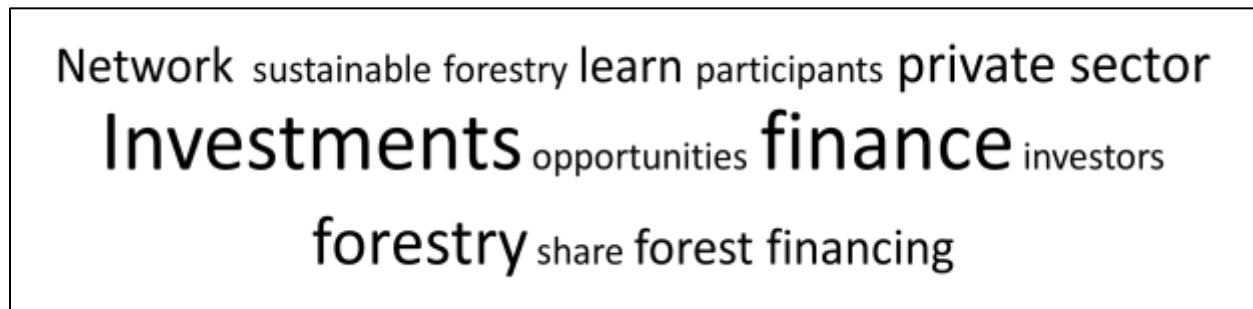 Network sustainable forestry learn participants private sector
Investments opportunities finance investors
forestry share forest financing